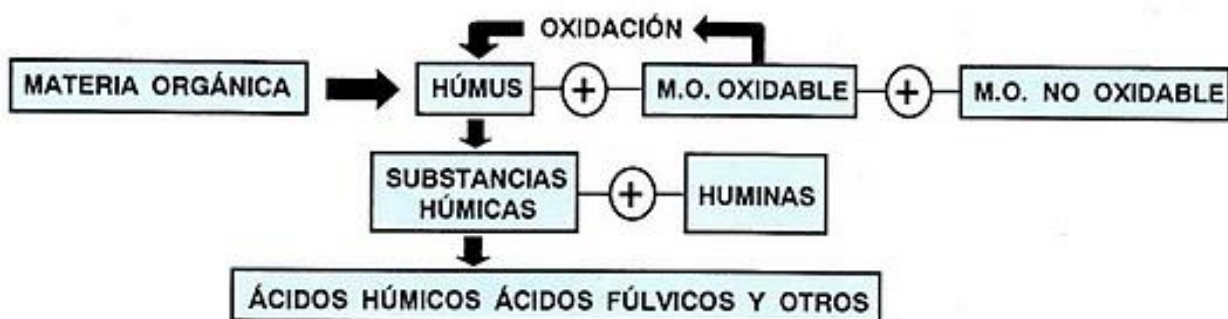 OXIDACIÓN
MATERIA ORGÁNICA
HÚMUS
+
M.O. OXIDABLE
+
M.O. NO OXIDABLE
SUBSTANCIAS
HÚMICAS
+
HUMINAS
ÁCIDOS HÚMICOS ÁCIDOS FÚLVICOS Y OTROS